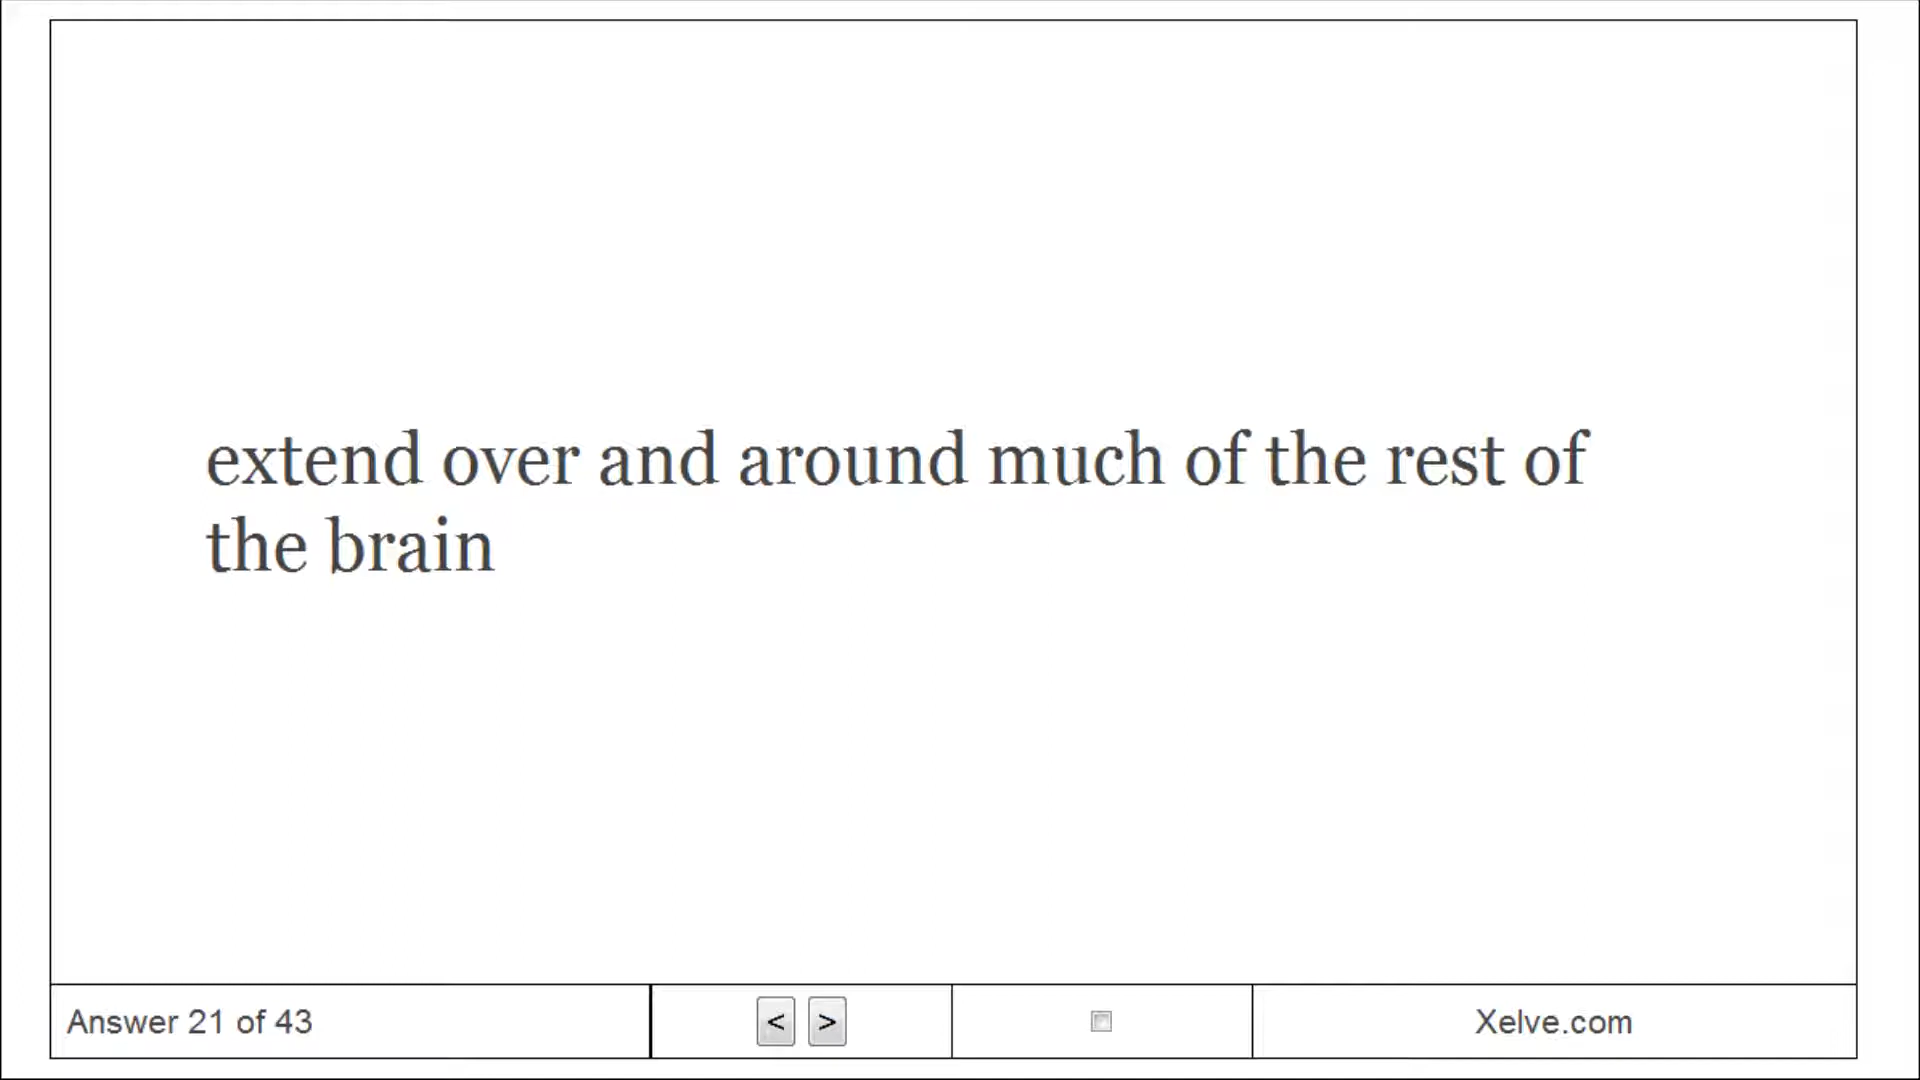 extend over and around much of the rest of
the brain
Answer 21 of 43
< >
Xelve.com